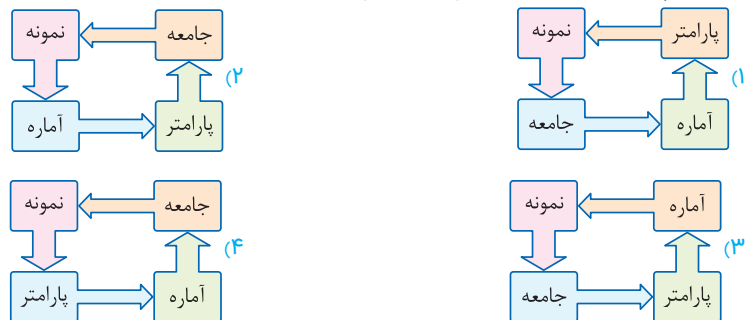 پارامتر نمونه
۱)
آماره جامعه
جامعه نمونه
۲)
پارامتر آماره
آماره نمونه
۳)
پارامتر جامعه
جامعه نمونه
۴)
آماره پارامتر